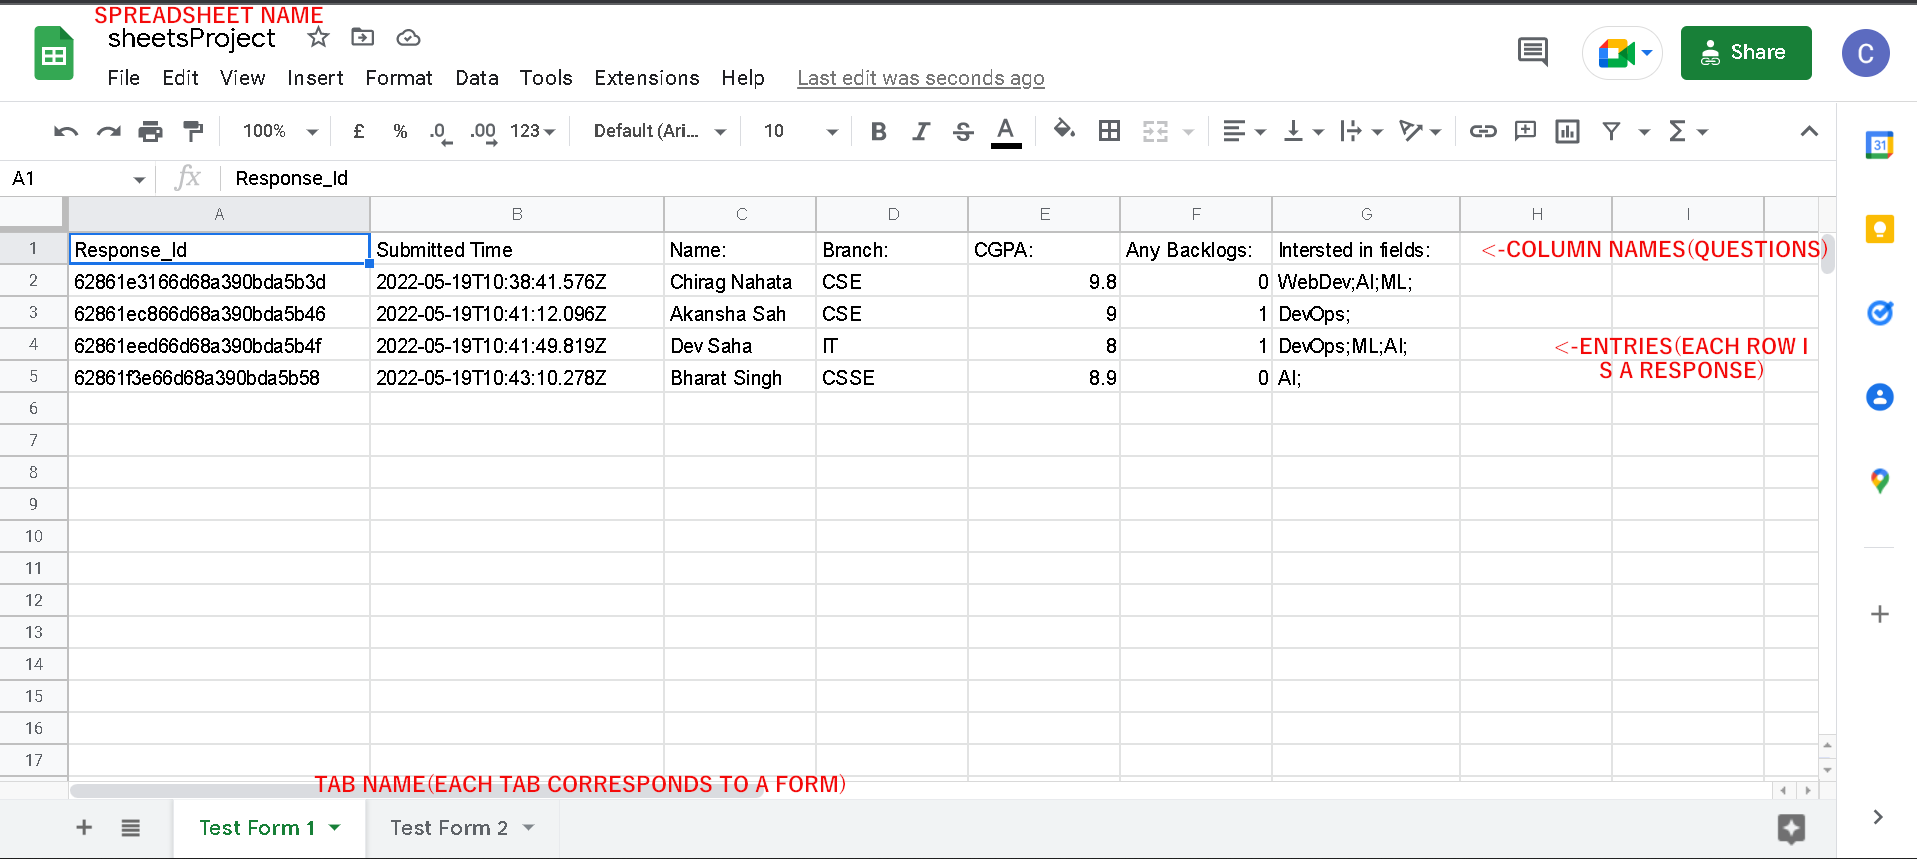 SPREADSHEET NAME
sheetsProject
File Edit View Insert Format Data Tools Extensions Help Last edit was seconds ago
Share
C
100% £ % .0 .00 123 Default (Ari... 10 B I S A Σ
31
A1 fx Response_Id
A B C D E F G H I
1 Response_Id Submitted Time Name: Branch: CGPA: Any Backlogs: Intersted in fields: <-COLUMN NAMES(QUESTIONS)
2 62861e3166d68a390bda5b3d 2022-05-19T10:38:41.576Z Chirag Nahata CSE 9.8 0 WebDev;AI;ML;
3 62861ec866d68a390bda5b46 2022-05-19T10:41:12.096Z Akansha Sah CSE 9 1 DevOps;
4 62861eed66d68a390bda5b4f 2022-05-19T10:41:49.819Z Dev Saha IT 8 1 DevOps;ML;AI; <-ENTRIES(EACH ROW I
S A RESPONSE)
5 62861f3e66d68a390bda5b58 2022-05-19T10:43:10.278Z Bharat Singh CSSE 8.9 0 AI;
6
7
8
9
10
11
12
13
14
15
16
17
TAB NAME(EACH TAB CORRESPONDS TO A FORM)
Test Form 1 Test Form 2